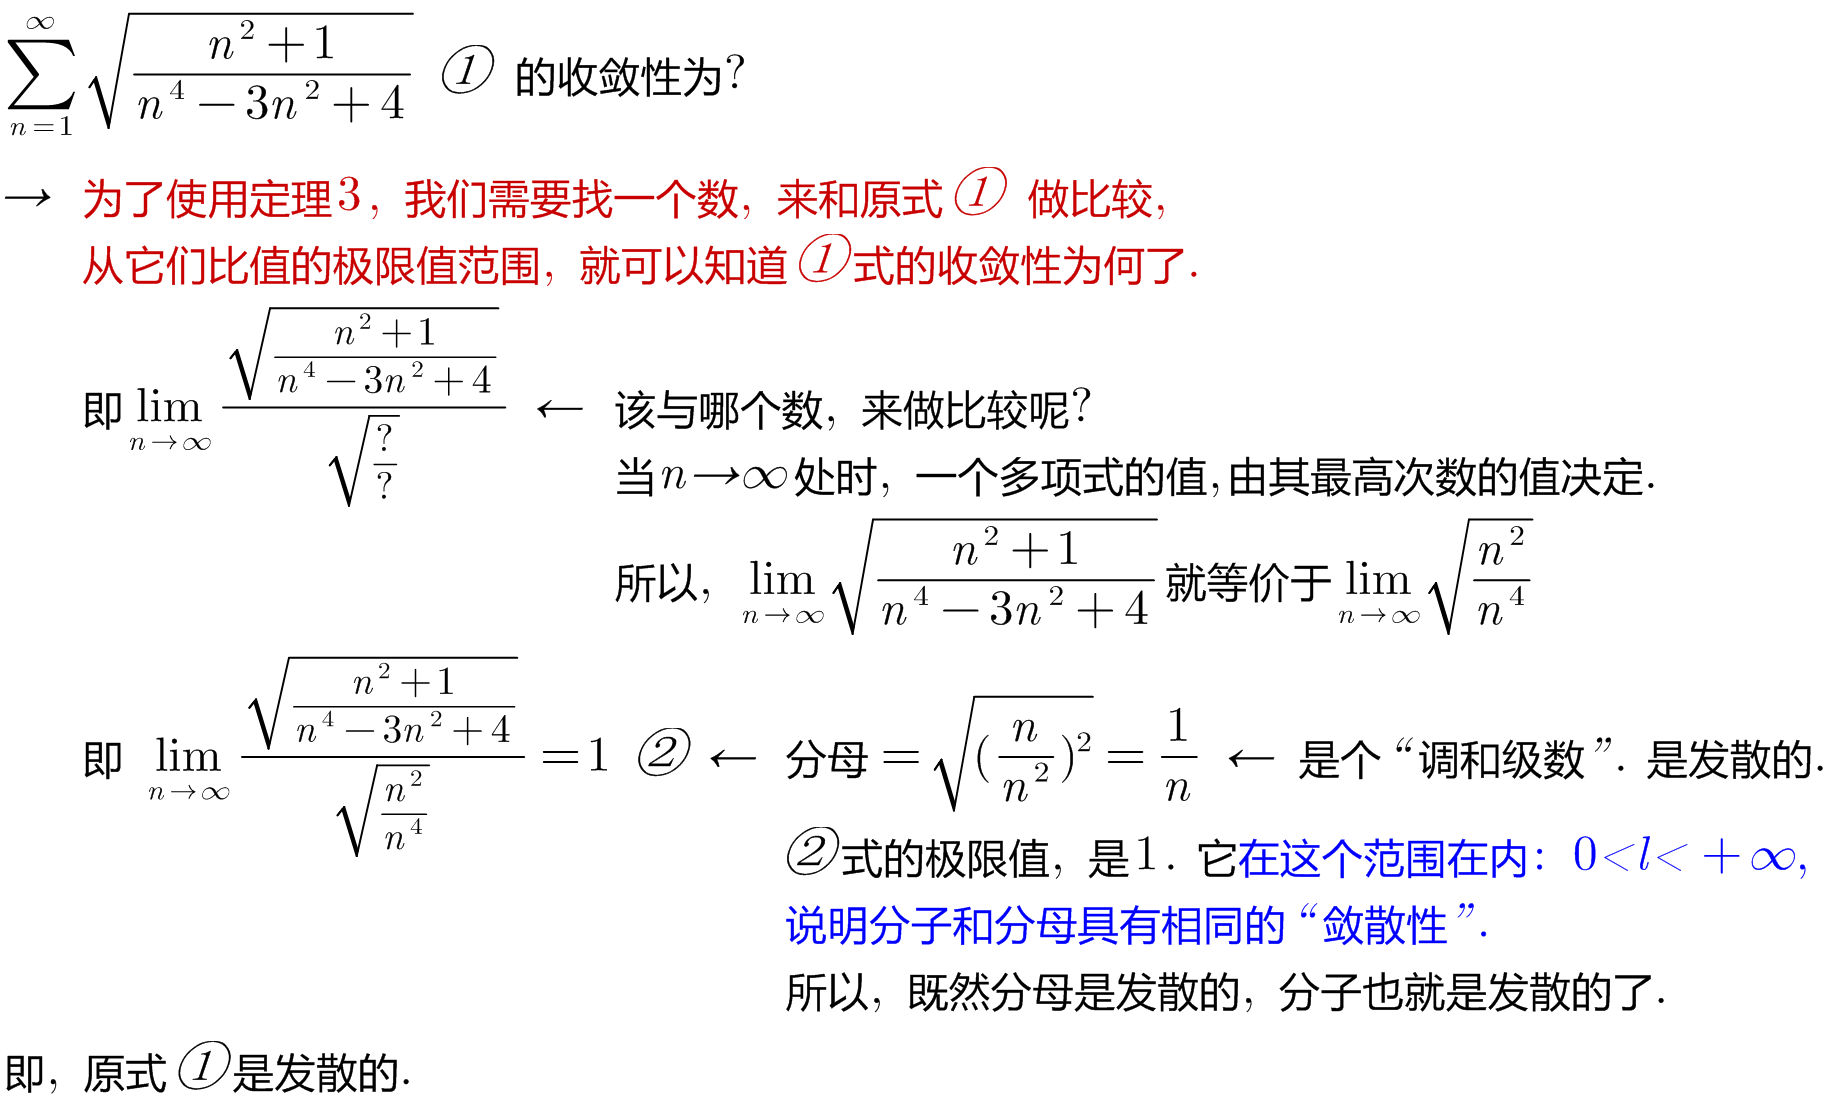 $\sum_{n=1}^{\infty}\sqrt{\frac{n^2+1}{n^4-3n^2+4}}$ ① 的收敛性为?
→ 为了使用定理3, 我们需要找一个数, 来和原式 ① 做比较,
从它们比值的极限值范围, 就可以知道 ① 式的收敛性为何了.
即 $\lim_{n\to\infty}\frac{\sqrt{\frac{n^2+1}{n^4-3n^2+4}}}{\sqrt{\frac{?}{?}}}$ ← 该与哪个数, 来做比较呢?
当 $n\to\infty$ 处时, 一个多项式的值,由其最高次数的值决定.
所以, $\lim_{n\to\infty}\sqrt{\frac{n^2+1}{n^4-3n^2+4}}$ 就等价于 $\lim_{n\to\infty}\sqrt{\frac{n^2}{n^4}}$
即 $\lim_{n\to\infty}\frac{\sqrt{\frac{n^2+1}{n^4-3n^2+4}}}{\sqrt{\frac{n^2}{n^4}}}=1$ ② ← 分母 $=\sqrt{(\frac{n}{n^2})^2}=\frac{1}{n}$ ← 是个 “调和级数”. 是发散的.
②式的极限值, 是1. 它在这个范围在内: $0<l<+\infty$,
说明分子和分母具有相同的 “敛散性”.
所以, 既然分母是发散的, 分子也就是发散的了.
即, 原式 ①是发散的.